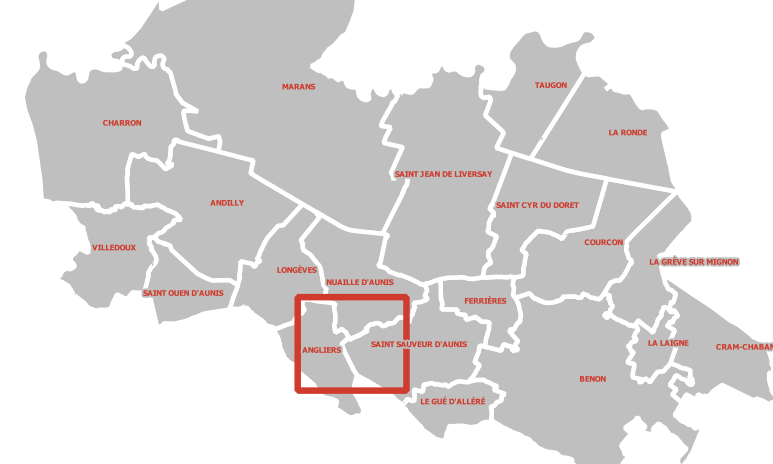 MARANS
TAUGON
CHARRON
LA RONDE
SAINT JEAN DE LIVERSAY
ANDILLY
SAINT CYR DU DORET
VILLEDOUX
COURCON
LA GRÈVE SUR MIGNON
LONGÈVES
NUAILLE D'AUNIS
SAINT OUEN D'AUNIS
FERRIÈRES
ANGLIERS
SAINT SAUVEUR D'AUNIS
LA LAIGNE
CRAM-CHABAN
BENON
LE GUÉ D'ALLÉRÉ